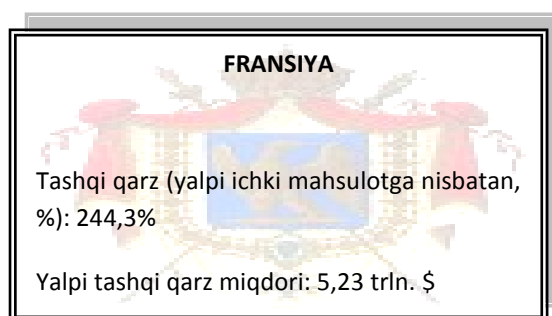 FRANSIYA
Tashqi qarz (yalpi ichki mahsulotga nisbatan,
%): 244,3%
Yalpi tashqi qarz miqdori: 5,23 trln. $